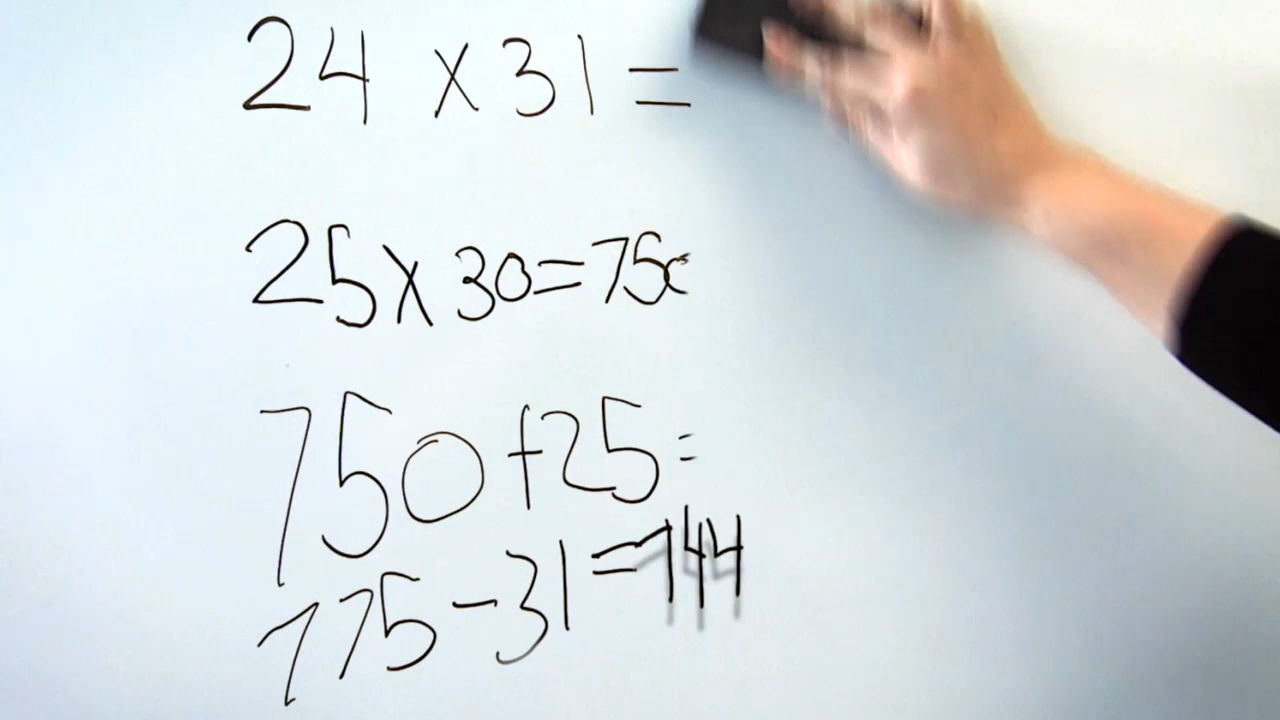 24 x 31 =
25 x 30 = 750
750 + 25 =
775 - 31 = 744